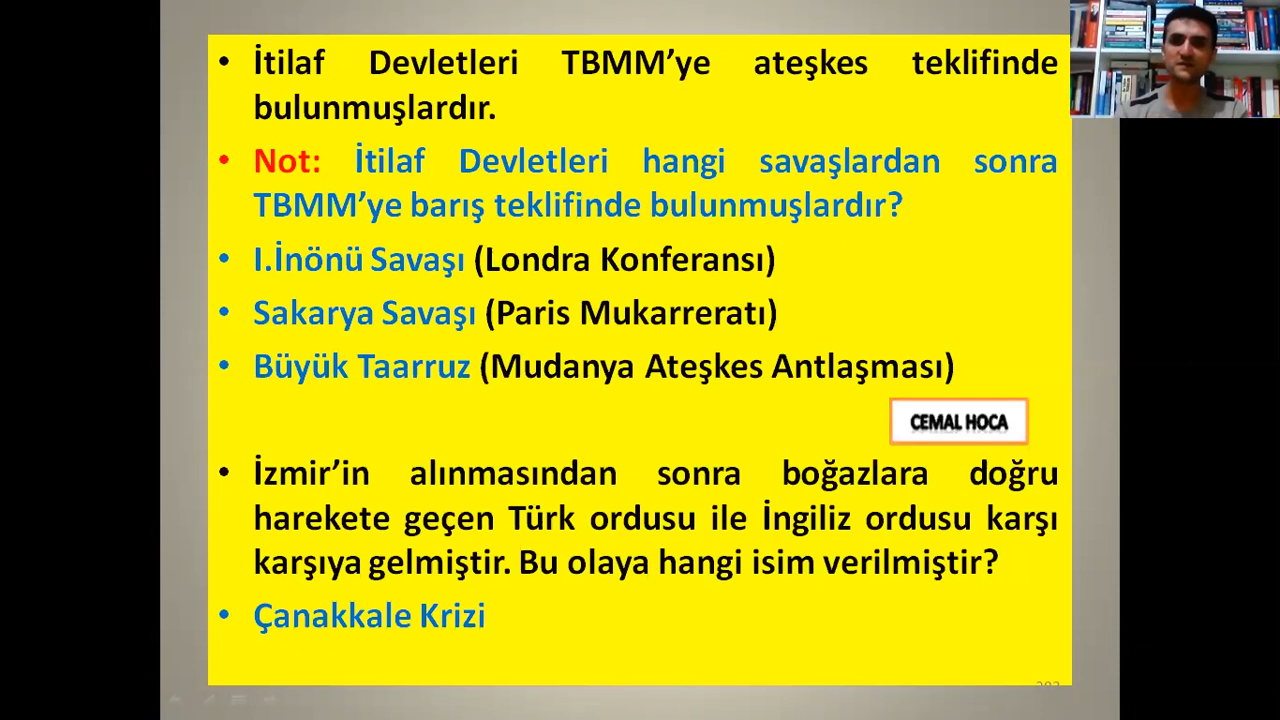 • İtilaf Devletleri TBMM’ye ateşkes teklifinde
bulunmuşlardır.
• Not: İtilaf Devletleri hangi savaşlardan sonra
TBMM’ye barış teklifinde bulunmuşlardır?
• I.İnönü Savaşı (Londra Konferansı)
• Sakarya Savaşı (Paris Mukarreratı)
• Büyük Taarruz (Mudanya Ateşkes Antlaşması)
CEMAL HOCA
• İzmir’in alınmasından sonra boğazlara doğru
harekete geçen Türk ordusu ile İngiliz ordusu karşı
karşıya gelmiştir. Bu olaya hangi isim verilmiştir?
• Çanakkale Krizi